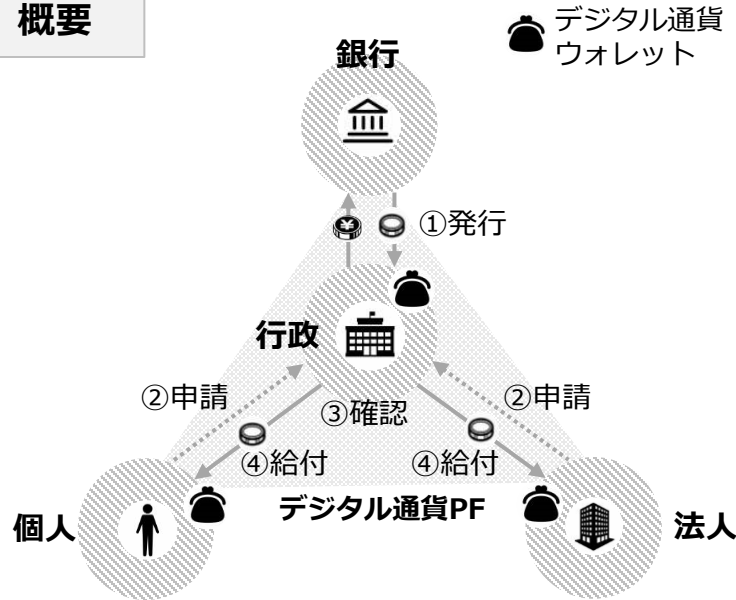 概要
デジタル通貨
ウォレット
銀行
¥
①発行
行政
②申請
③確認
②申請
④給付
④給付
デジタル通貨PF
個人
法人